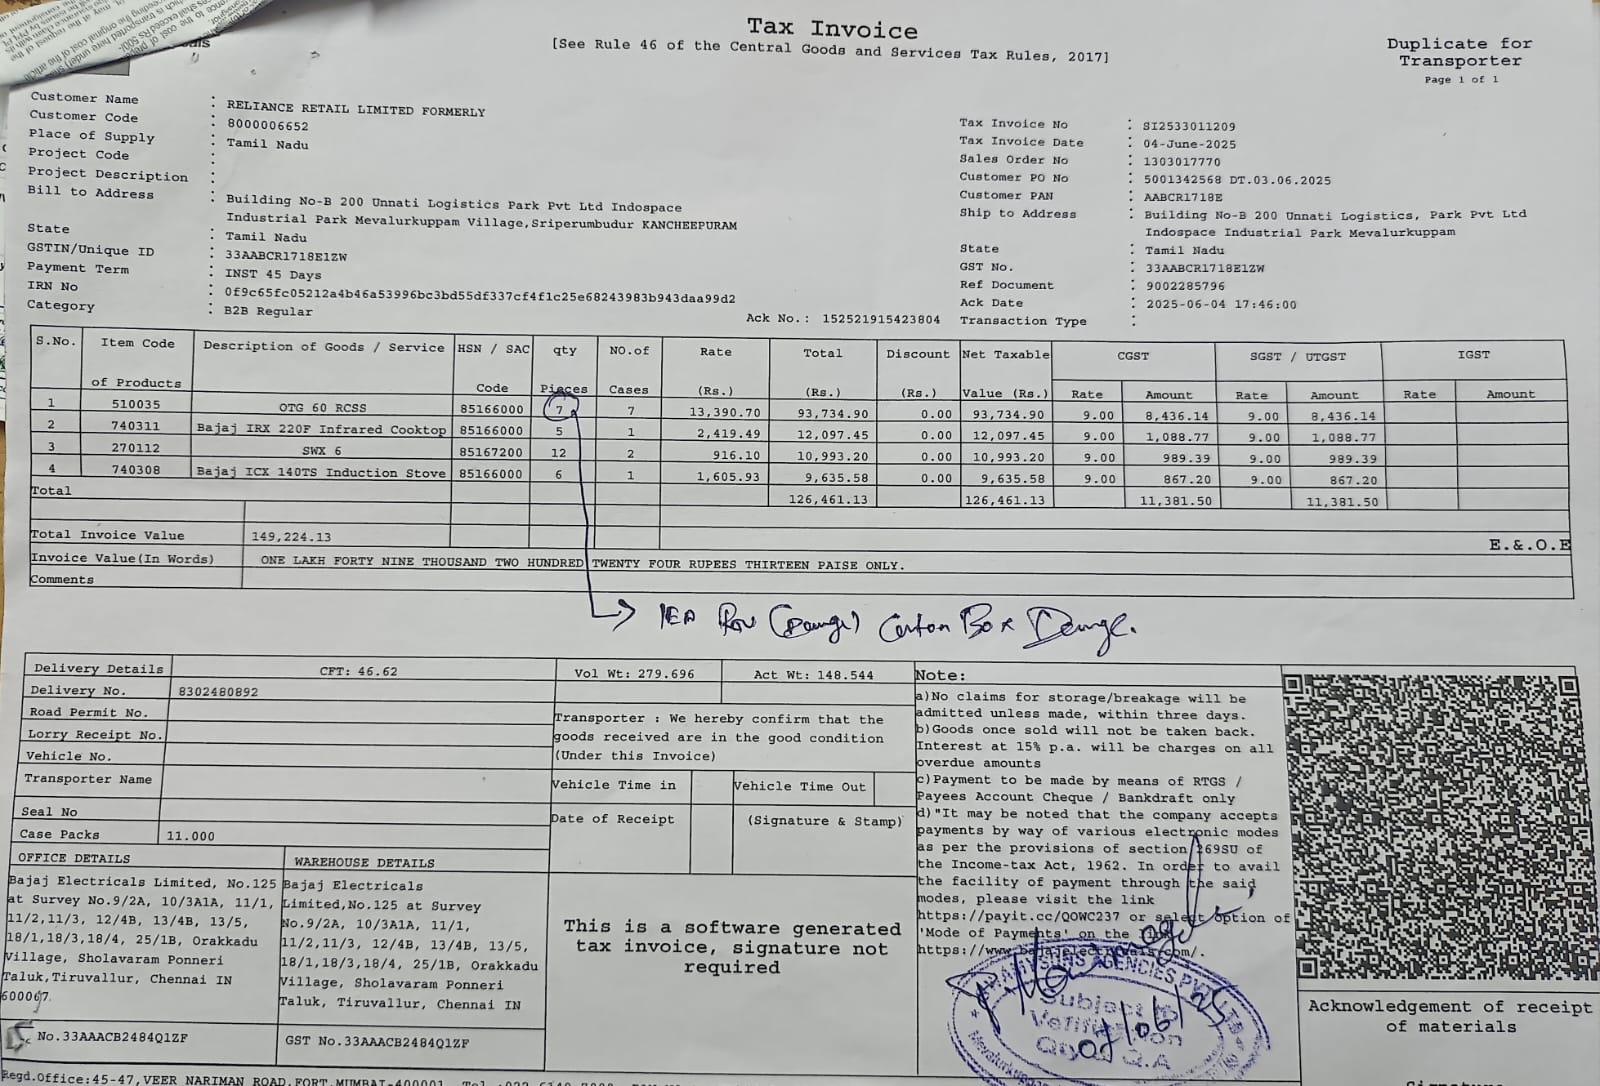 Tax Invoice
[See Rule 46 of the Central Goods and Services Tax Rules, 2017]
Duplicate for
Transporter
Page 1 of 1
Customer Name : RELIANCE RETAIL LIMITED FORMERLY
Customer Code : 8000006652
Place of Supply : Tamil Nadu
Project Code :
Project Description :
Bill to Address : Building No-B 200 Unnati Logistics Park Pvt Ltd Indospace
Industrial Park Mevalurkuppam Village,Sriperumbudur KANCHEEPURAM
State : Tamil Nadu
GSTIN/Unique ID : 33AABCR1718E1ZW
Payment Term : INST 45 Days
IRN No : 0f9c65fc05212a4b46a53996bc3bd55df337cf4f1c25e68243983b943daa99d2
Category : B2B Regular
Ack No.: 152521915423804
Tax Invoice No : SI2533011209
Tax Invoice Date : 04-June-2025
Sales Order No : 1303017770
Customer PO No : 5001342568 DT.03.06.2025
Customer PAN : AABCR1718E
Ship to Address : Building No-B 200 Unnati Logistics, Park Pvt Ltd
Indospace Industrial Park Mevalurkuppam
State : Tamil Nadu
GST No. : 33AABCR1718E1ZW
Ref Document : 9002285796
Ack Date : 2025-06-04 17:46:00
Transaction Type :
S.No. Item Code Description of Goods / Service HSN / SAC qty NO.of Rate Total Discount Net Taxable CGST SGST / UTGST IGST
of Products Code Pieces Cases (Rs.) (Rs.) (Rs.) Value (Rs.) Rate Amount Rate Amount Rate Amount
1 510035 OTG 60 RCSS 85166000 7 7 13,390.70 93,734.90 0.00 93,734.90 9.00 8,436.14 9.00 8,436.14
2 740311 Bajaj IRX 220F Infrared Cooktop 85166000 5 1 2,419.49 12,097.45 0.00 12,097.45 9.00 1,088.77 9.00 1,088.77
3 270112 SWX 6 85167200 12 2 916.10 10,993.20 0.00 10,993.20 9.00 989.39 9.00 989.39
4 740308 Bajaj ICX 140TS Induction Stove 85166000 6 1 1,605.93 9,635.58 0.00 9,635.58 9.00 867.20 9.00 867.20
Total 126,461.13 126,461.13 11,381.50 11,381.50
Total Invoice Value 149,224.13
E.&.O.E
Invoice Value(In Words) ONE LAKH FORTY NINE THOUSAND TWO HUNDRED TWENTY FOUR RUPEES THIRTEEN PAISE ONLY.
Comments
Box
Delivery Details CFT: 46.62 Vol Wt: 279.696 Act Wt: 148.544
Delivery No. 8302480892
Road Permit No.
Lorry Receipt No.
Vehicle No.
Transporter Name
Seal No
Case Packs 11.000
Transporter : We hereby confirm that the
goods received are in the good condition
(Under this Invoice)
Vehicle Time in Vehicle Time Out
Date of Receipt (Signature & Stamp)
Note:
a)No claims for storage/breakage will be
admitted unless made, within three days.
b)Goods once sold will not be taken back.
Interest at 15% p.a. will be charges on all
overdue amounts
c)Payment to be made by means of RTGS /
Payees Account Cheque / Bankdraft only
d)"It may be noted that the company accepts
payments by way of various electronic modes
as per the provisions of section 269SU of
the Income-tax Act, 1962. In order to avail
the facility of payment through the said
modes, please visit the link
https://payit.cc/QOWC237 or select option of
'Mode of Payments' on the
OFFICE DETAILS
Bajaj Electricals Limited, No.125
at Survey No.9/2A, 10/3A1A, 11/1,
11/2,11/3, 12/4B, 13/4B, 13/5,
18/1,18/3,18/4, 25/1B, Orakkadu
Village, Sholavaram Ponneri
Taluk,Tiruvallur, Chennai IN
600067.
No.33AAACB2484Q1ZF
WAREHOUSE DETAILS
Bajaj Electricals
Limited,No.125 at Survey
No.9/2A, 10/3A1A, 11/1,
11/2,11/3, 12/4B, 13/4B, 13/5,
18/1,18/3,18/4, 25/1B, Orakkadu
Village, Sholavaram Ponneri
Taluk, Tiruvallur, Chennai IN
GST No.33AAACB2484Q1ZF
This is a software generated
tax invoice, signature not
required
AGENCIES PVT LTD
Subject to
Acknowledgement of receipt
of materials
Regd.Office:45-47,VEER NARIMAN ROAD,FORT,MUMBAI-400001